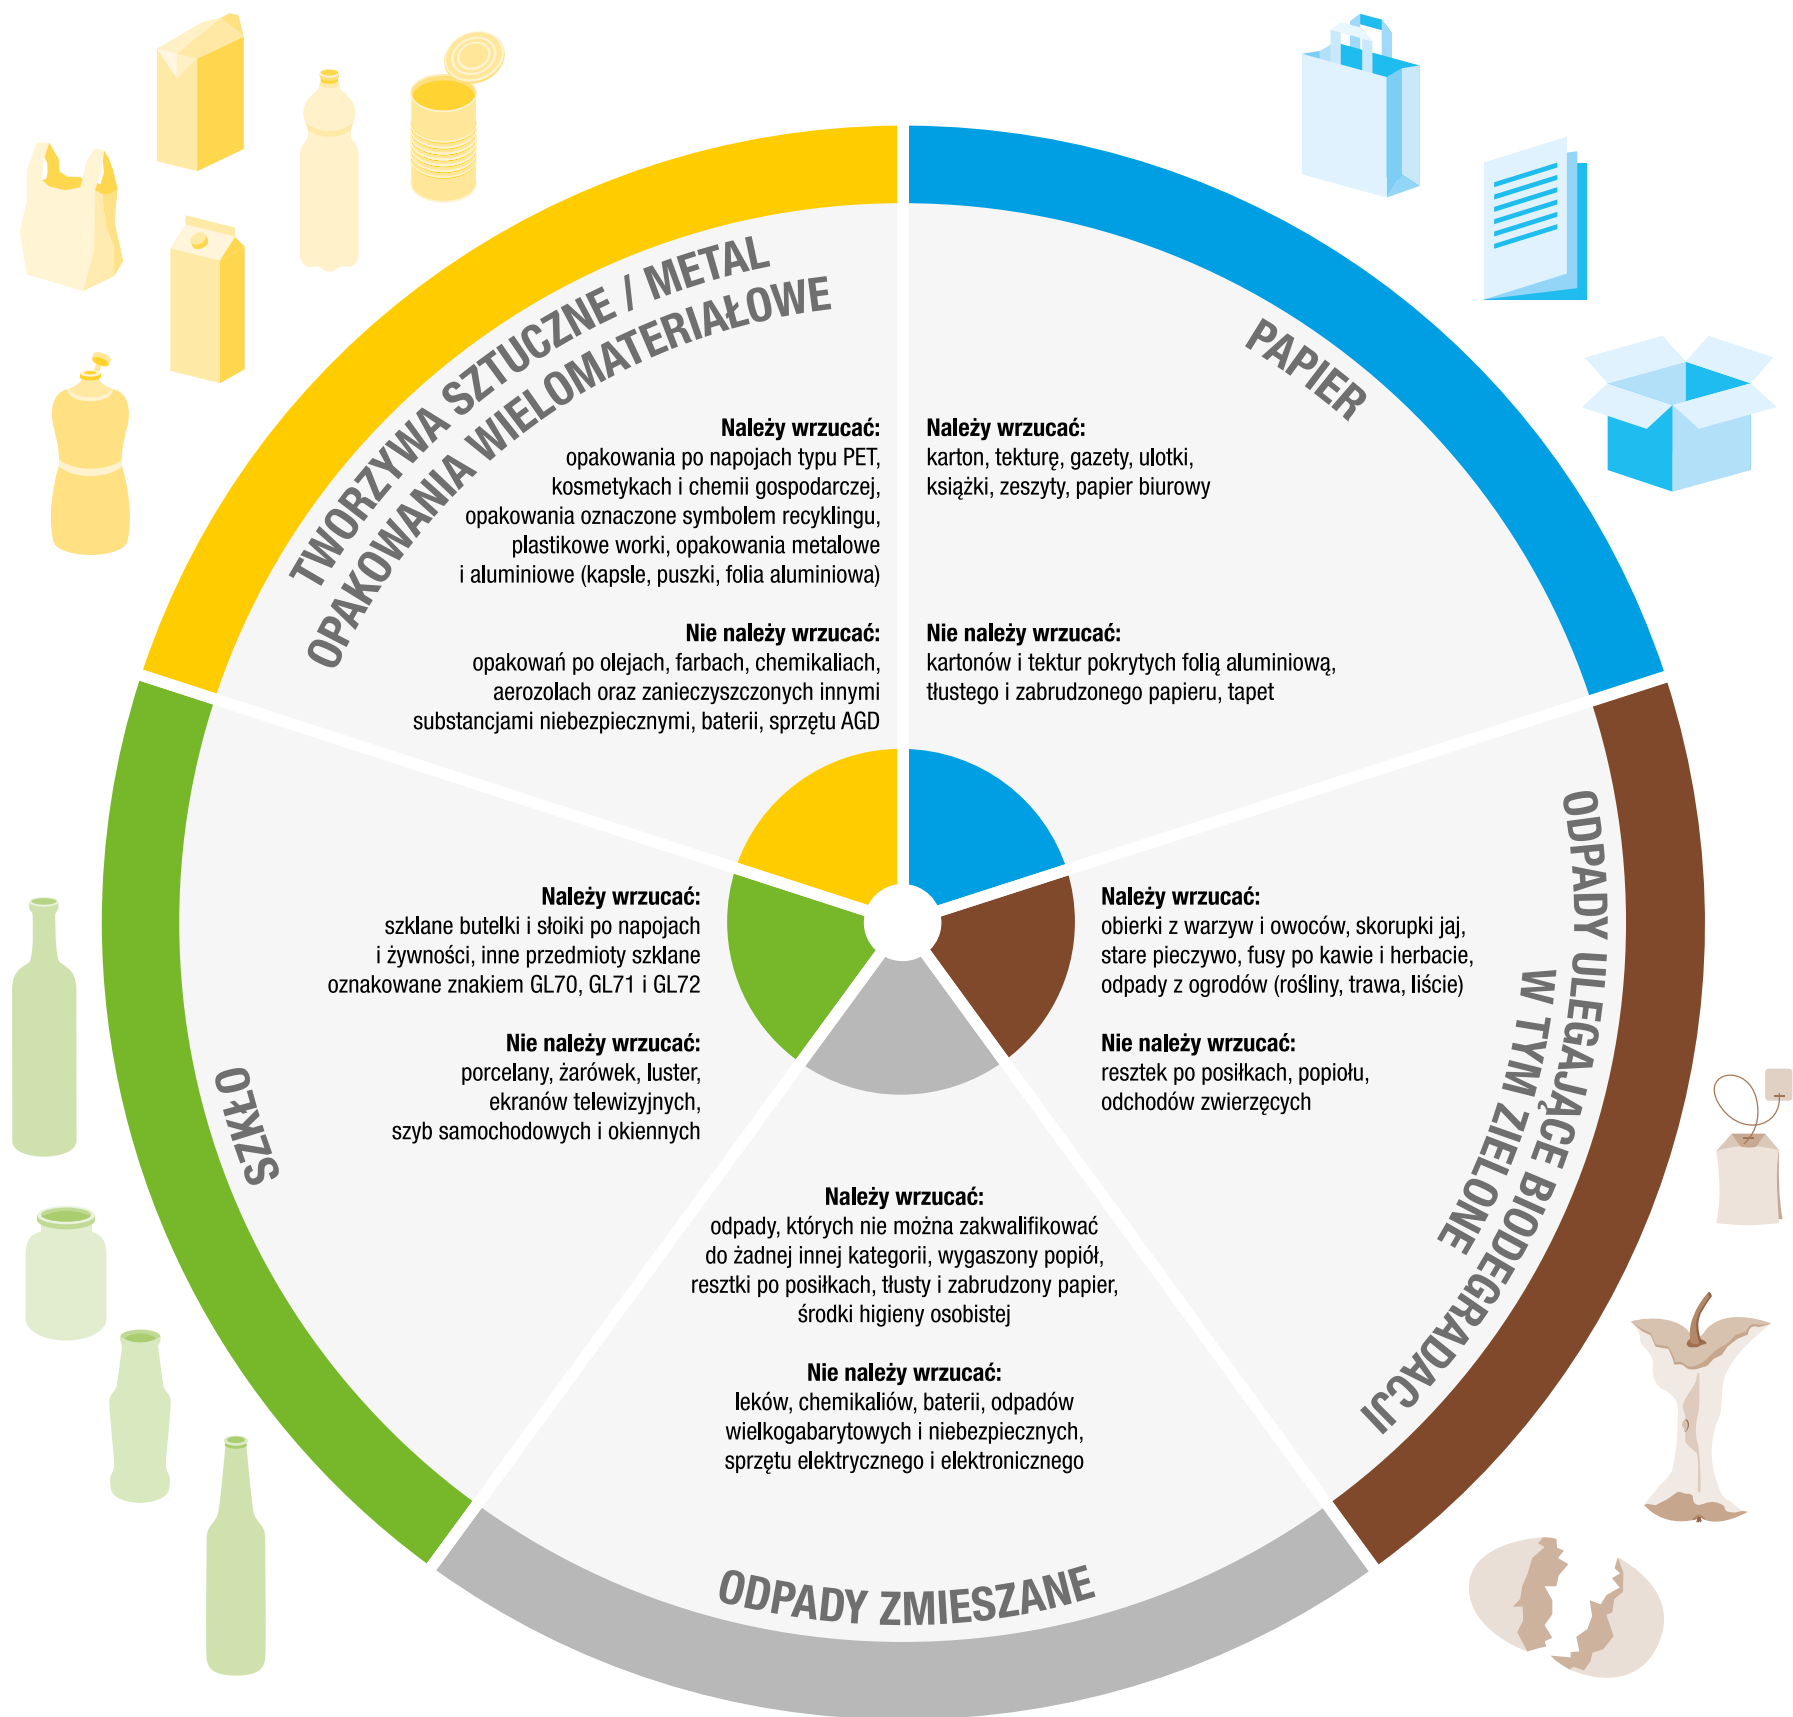 TWORZYWA SZTUCZNE / METAL
OPAKOWANIA WIELOMATERIAŁOWE
Należy wrzucać:
opakowania po napojach typu PET,
kosmetykach i chemii gospodarczej,
opakowania oznaczone symbolem recyklingu,
plastikowe worki, opakowania metalowe
i aluminiowe (kapsle, puszki, folia aluminiowa)
Nie należy wrzucać:
opakowań po olejach, farbach, chemikaliach,
aerozolach oraz zanieczyszczonych innymi
substancjami niebezpiecznymi, baterii, sprzętu AGD
PAPIER
Należy wrzucać:
karton, tekturę, gazety, ulotki,
książki, zeszyty, papier biurowy
Nie należy wrzucać:
kartonów i tektur pokrytych folią aluminiową,
tłustego i zabrudzonego papieru, tapet
SZKŁO
Należy wrzucać:
szklane butelki i słoiki po napojach
i żywności, inne przedmioty szklane
oznakowane znakiem GL70, GL71 i GL72
Nie należy wrzucać:
porcelany, żarówek, luster,
ekranów telewizyjnych,
szyb samochodowych i okiennych
ODPADY ULEGAJĄCE BIODEGRADACJI
W TYM ZIELONE
Należy wrzucać:
obierki z warzyw i owoców, skorupki jaj,
stare pieczywo, fusy po kawie i herbacie,
odpady z ogrodów (rośliny, trawa, liście)
Nie należy wrzucać:
resztek po posiłkach, popiołu,
odchodów zwierzęcych
Należy wrzucać:
odpady, których nie można zakwalifikować
do żadnej innej kategorii, wygaszony popiół,
resztki po posiłkach, tłusty i zabrudzony papier,
środki higieny osobistej
Nie należy wrzucać:
leków, chemikaliów, baterii, odpadów
wielkogabarytowych i niebezpiecznych,
sprzętu elektrycznego i elektronicznego
ODPADY ZMIESZANE